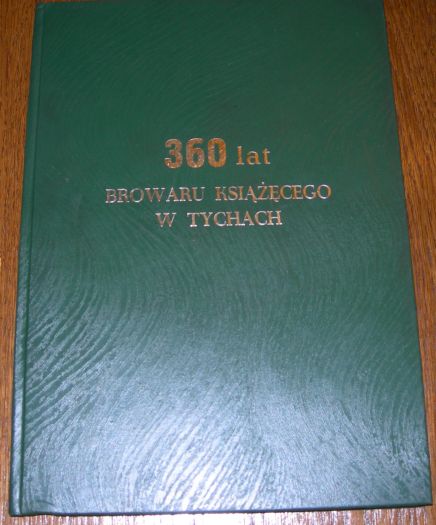 360 lat
BROWARU KSIĄŻĘCEGO
W TYCHACH